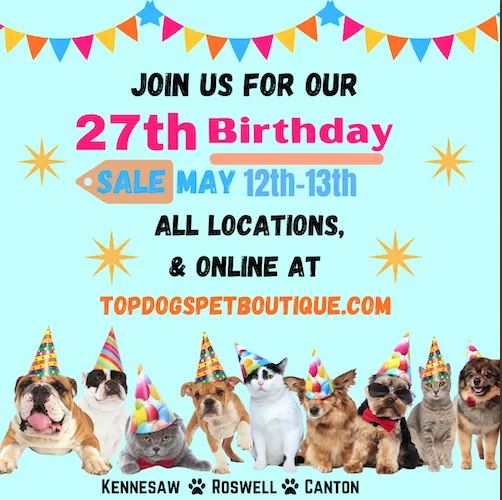 JOIN US FOR OUR
27th Birthday
SALE MAY 12th-13th
ALL LOCATIONS,
& ONLINE AT
TOPDOGSPETBOUTIQUE.COM
KENNESAW ROSWELL CANTON